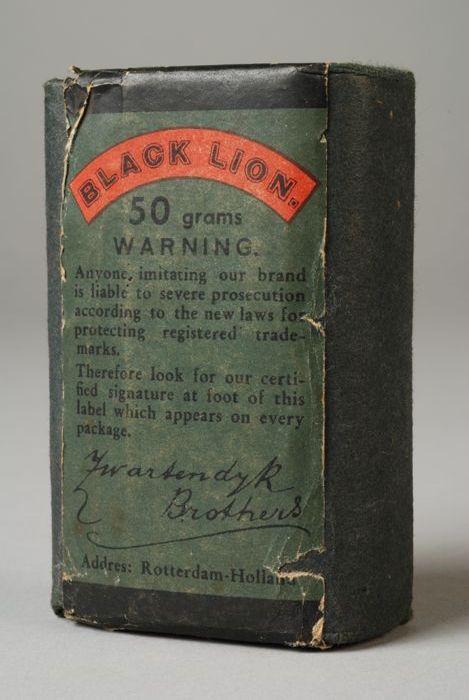 BLACK LION.
50 grams
WARNING.
Anyone, imitating our brand
is liable to severe prosecution
according to the new laws for
protecting registered trade-
marks.
Therefore look for our certi-
fied signature at foot of this
label which appears on every
package.
Zwartendyk
Brothers
Addres: Rotterdam-Holland